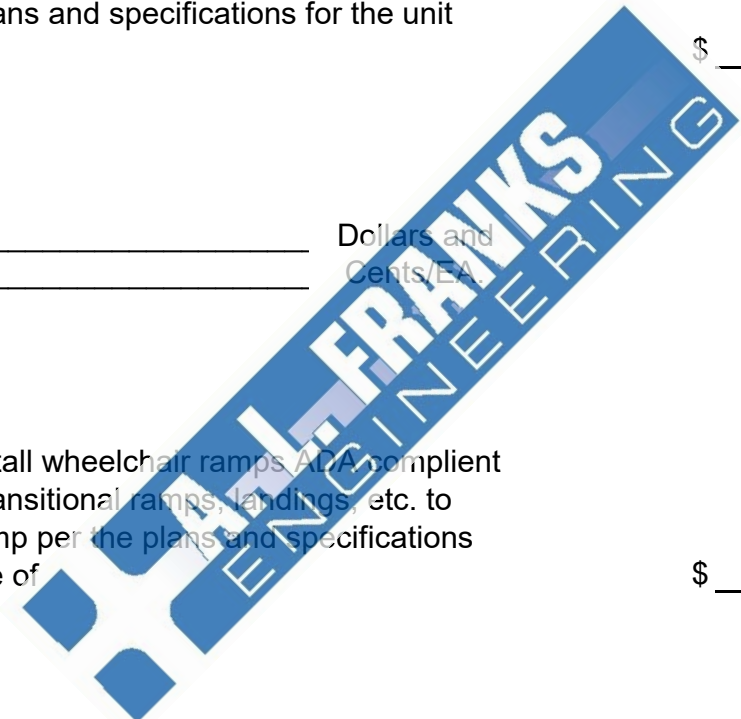 ans and specifications for the unit
$
Dollars and
Cents/EA.
A.L. FRANKS
ENGINEERING
tall wheelchair ramps ADA complient
ansitional ramps, landings, etc. to
mp per the plans and specifications
e of
$